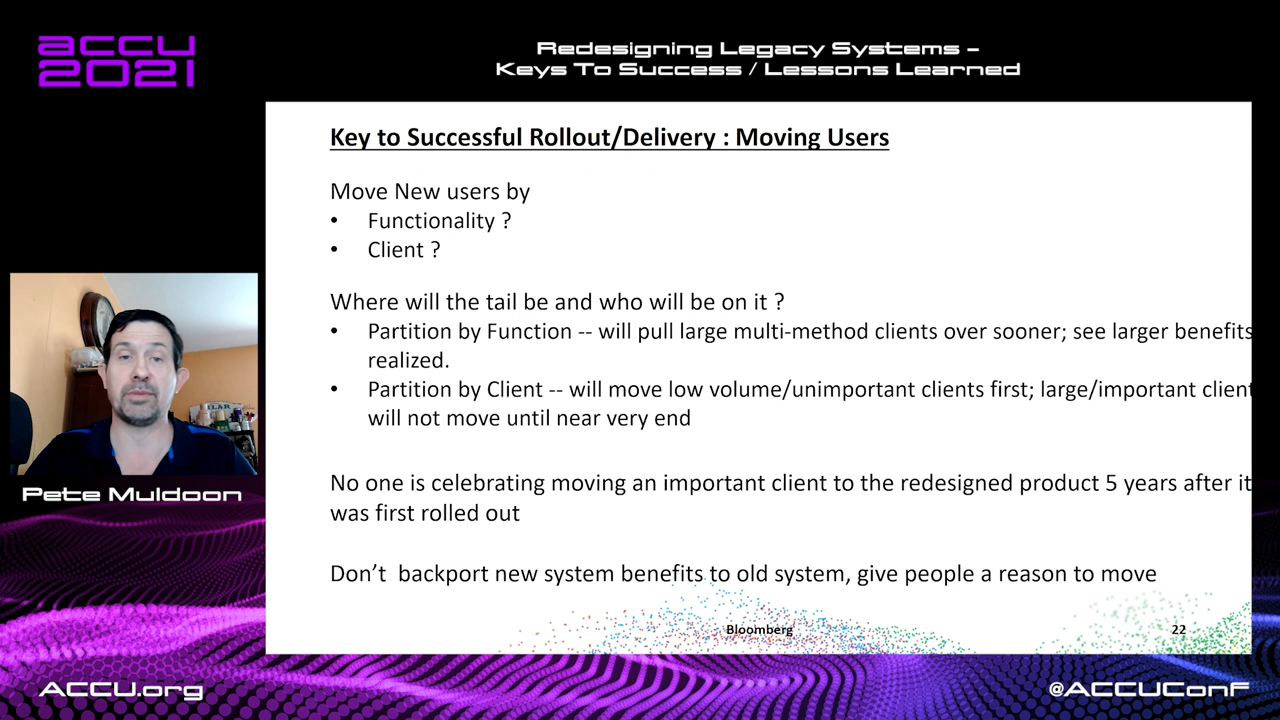 accu
2021
Redesigning Legacy Systems –
Keys To Success / Lessons Learned
Key to Successful Rollout/Delivery : Moving Users
Move New users by
• Functionality ?
• Client ?
Where will the tail be and who will be on it ?
• Partition by Function -- will pull large multi-method clients over sooner; see larger benefits
realized.
• Partition by Client -- will move low volume/unimportant clients first; large/important client
will not move until near very end
No one is celebrating moving an important client to the redesigned product 5 years after it
was first rolled out
Don’t backport new system benefits to old system, give people a reason to move
Bloomberg
22
Pete Muldoon
ACCU.org
@ACCUConf